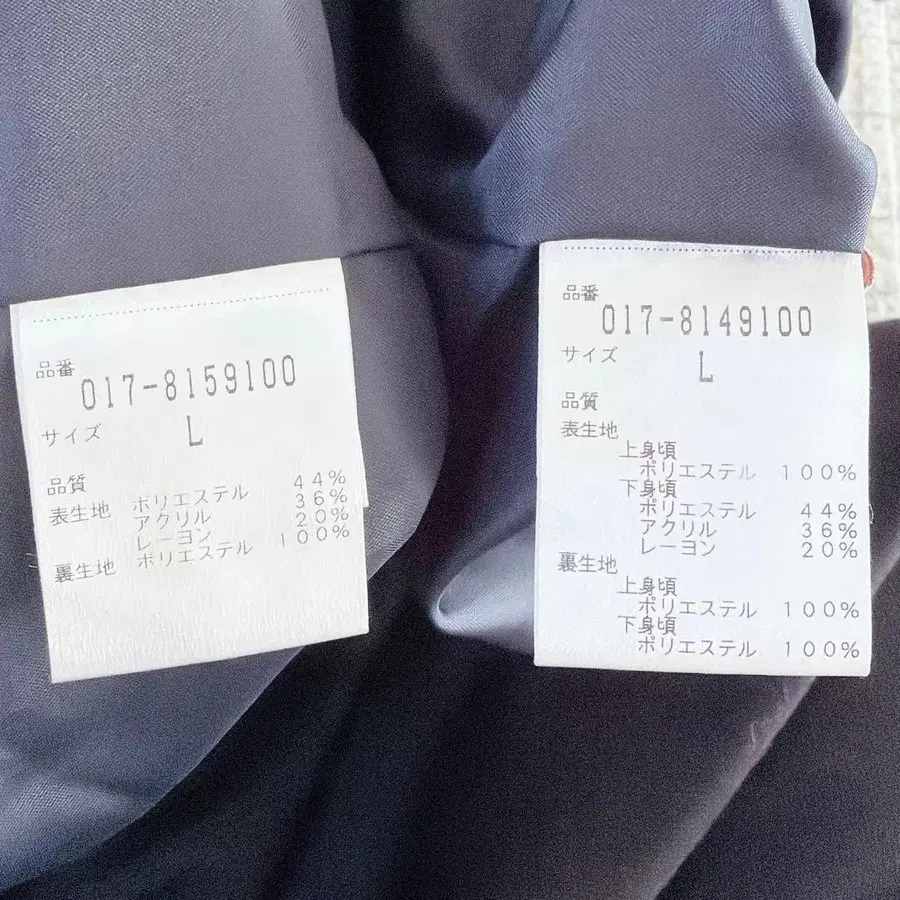 品番
017-8159100
サイズ L
品質
表生地 ポリエステル 44%
アクリル 36%
レーヨン 20%
裏生地 ポリエステル 100%
品番
017-8149100
サイズ L
品質
表生地
上身頃
ポリエステル 100%
下身頃
ポリエステル 44%
アクリル 36%
レーヨン 20%
裏生地
上身頃
ポリエステル 100%
下身頃
ポリエステル 100%